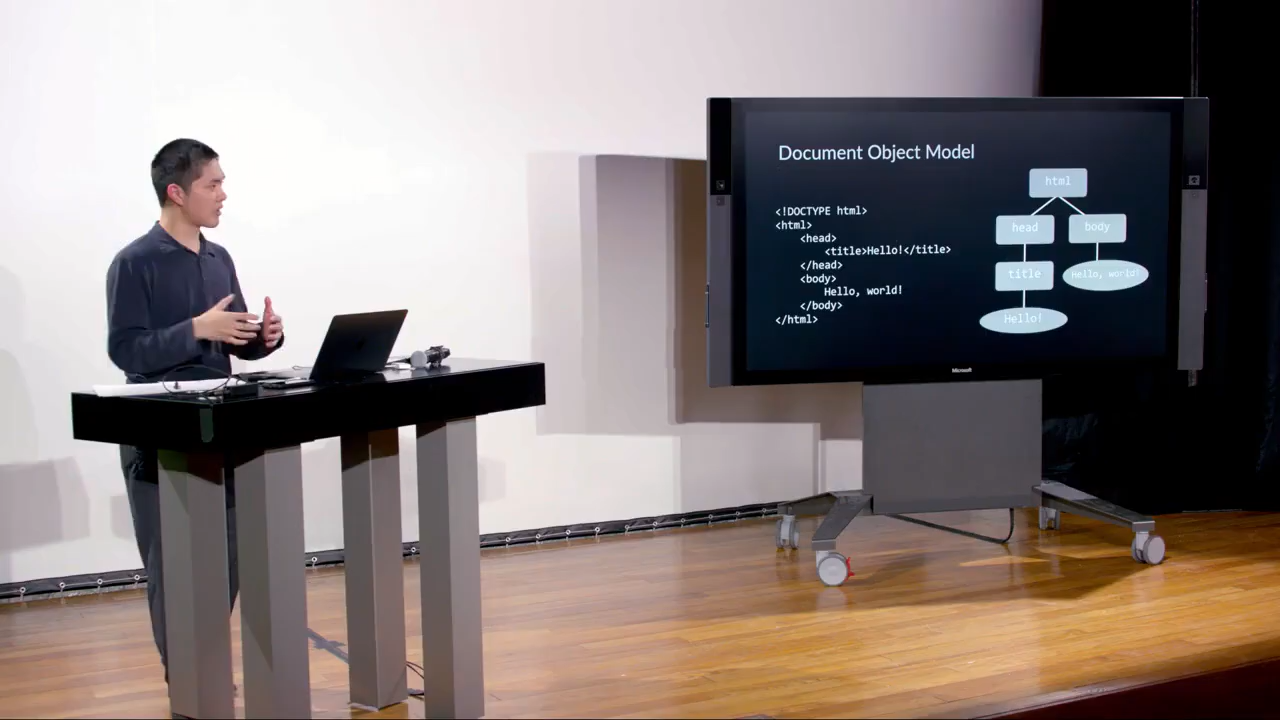 Document Object Model
<!DOCTYPE html>
<html>
<head>
<title>Hello!</title>
</head>
<body>
Hello, world!
</body>
</html>
html
head
body
title
Hello, world!
Hello!
Microsoft